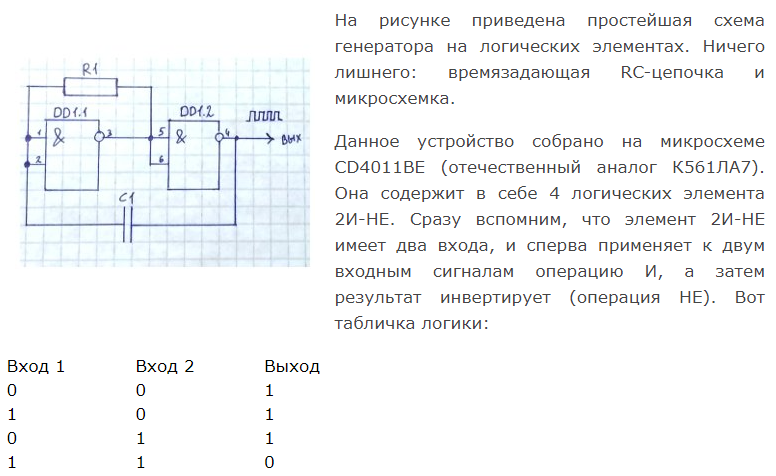 На рисунке приведена простейшая схема
генератора на логических элементах. Ничего
лишнего: времязадающая RC-цепочка и
микросхемка.
R1
DD1.1
DD1.2
1
&
3
5
&
4
ВЫХ
2
6
C1
Данное устройство собрано на микросхеме
CD4011BE (отечественный аналог К561ЛА7).
Она содержит в себе 4 логических элемента
2И-НЕ. Сразу вспомним, что элемент 2И-НЕ
имеет два входа, и сперва применяет к двум
входным сигналам операцию И, а затем
результат инвертирует (операция НЕ). Вот
табличка логики:
Вход 1 Вход 2 Выход
0 0 1
1 0 1
0 1 1
1 1 0